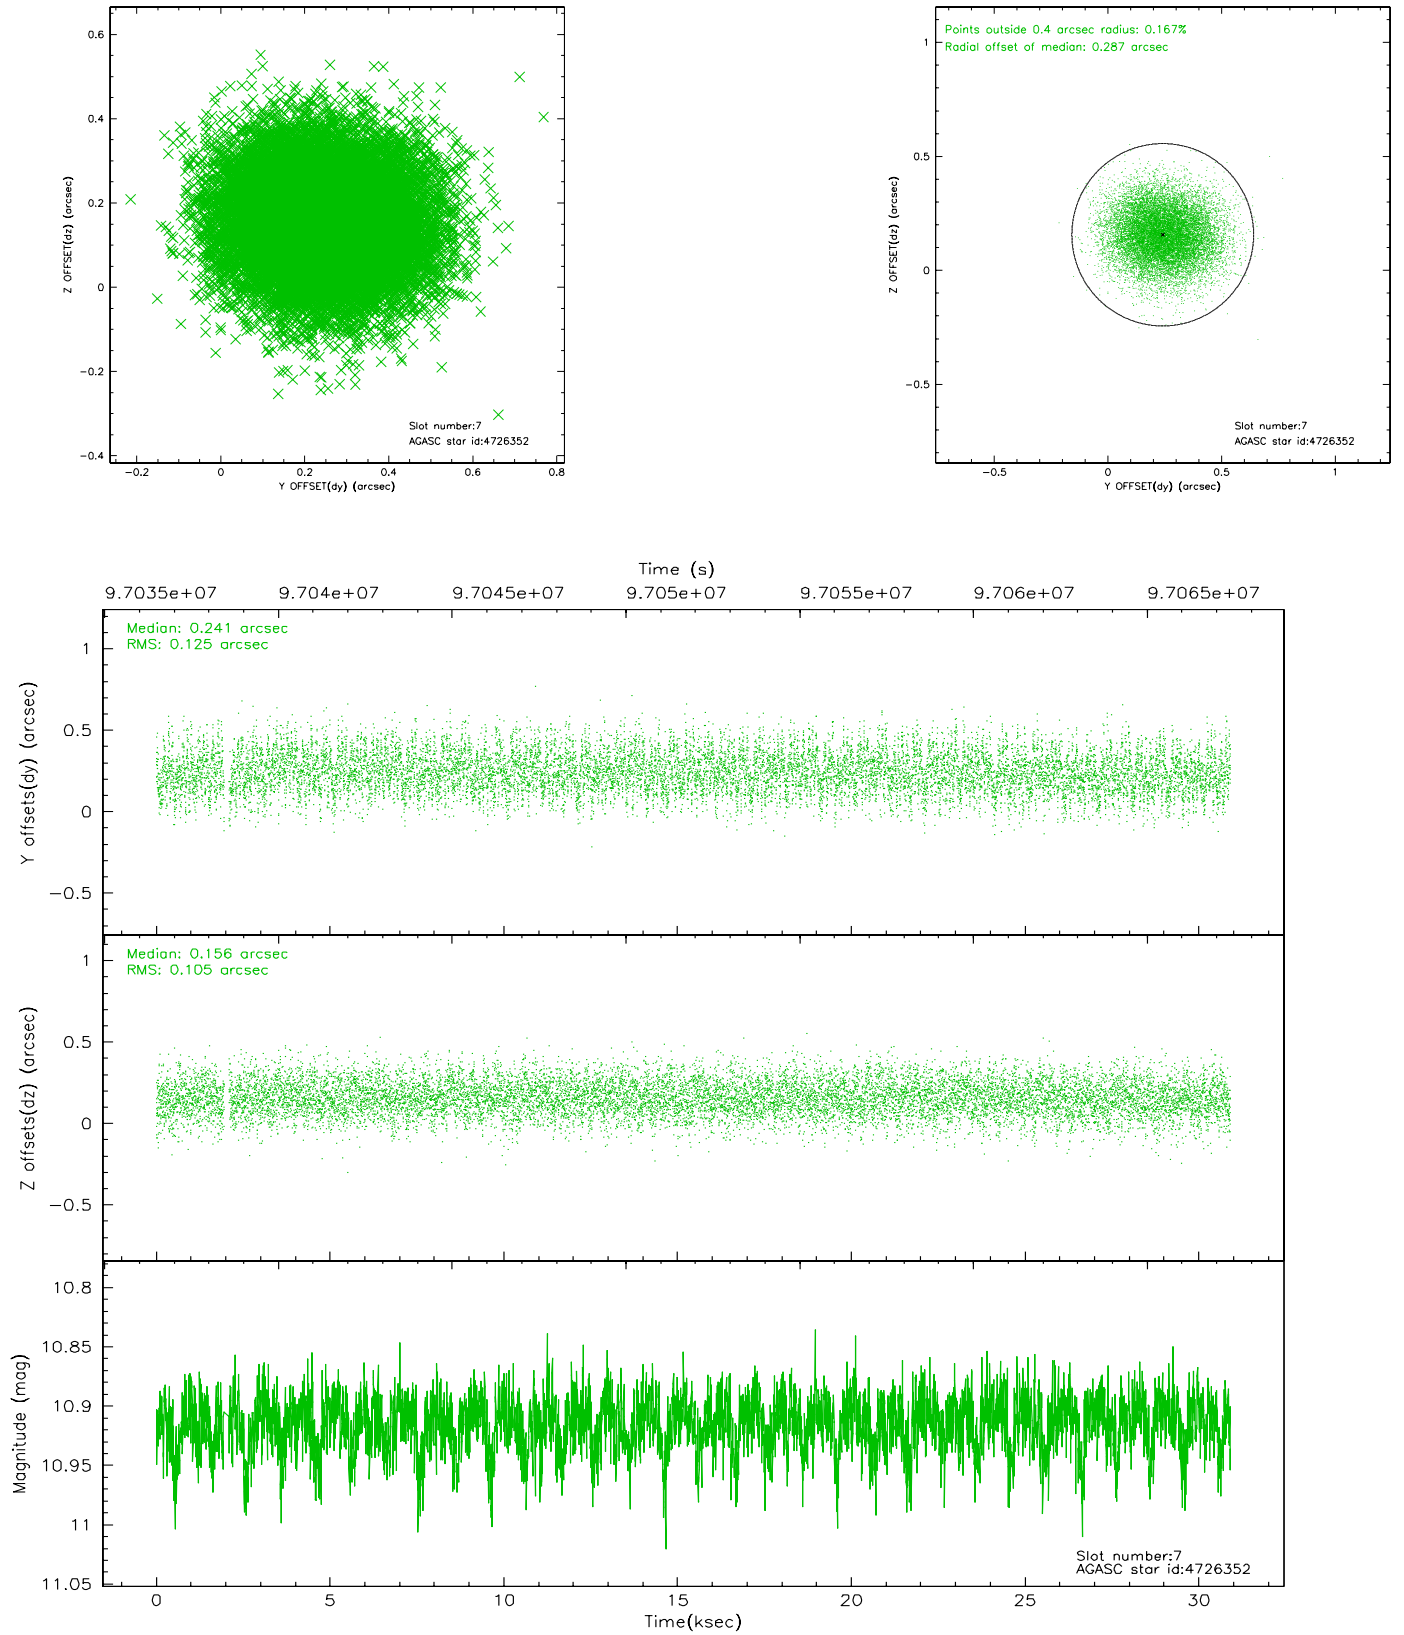 0.6
0.4
0.2
0
−0.2
−0.4
Z OFFSET(dz) (arcsec)
−0.2 0 0.2 0.4 0.6 0.8
Y OFFSET(dy) (arcsec)
Slot number:7
AGASC star id:4726352
Points outside 0.4 arcsec radius: 0.167%
Radial offset of median: 0.287 arcsec
1
0.5
0
−0.5
Z OFFSET(dz) (arcsec)
−0.5 0 0.5 1
Y OFFSET(dy) (arcsec)
Slot number:7
AGASC star id:4726352
Time (s)
9.7035e+07 9.704e+07 9.7045e+07 9.705e+07 9.7055e+07 9.706e+07 9.7065e+07
Median: 0.241 arcsec
RMS: 0.125 arcsec
1
0.5
0
−0.5
Y offsets(dy) (arcsec)
Median: 0.156 arcsec
RMS: 0.105 arcsec
1
0.5
0
−0.5
Z offsets(dz) (arcsec)
10.8
10.85
10.9
10.95
11
11.05
Magnitude (mag)
Slot number:7
AGASC star id:4726352
0 5 10 15 20 25 30
Time(ksec)